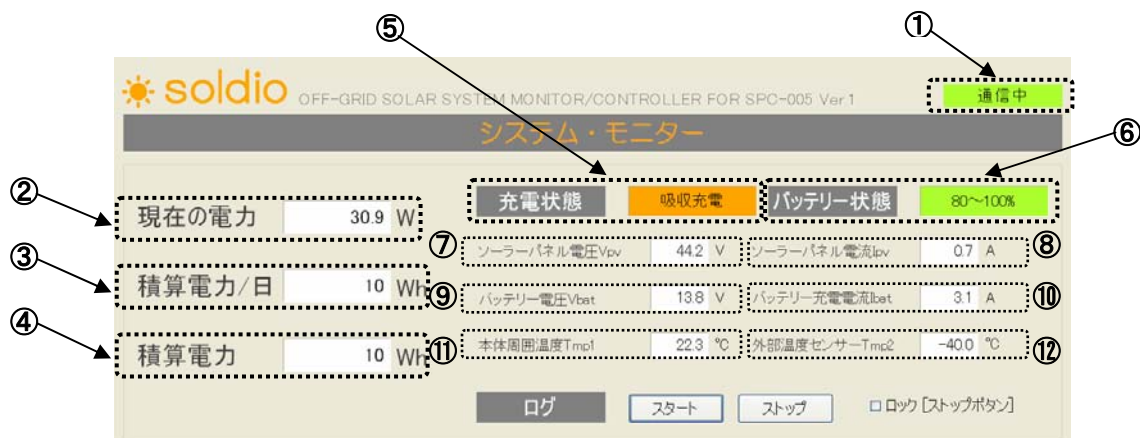 ⑤
①
soldio OFF-GRID SOLAR SYSTEM MONITOR/CONTROLLER FOR SPC-005 Ver.1 通信中
システム・モニター
⑥
②
現在の電力 30.9 W
充電状態 吸収充電 バッテリー状態 80～100%
⑦ ソーラーパネル電圧Vpv 44.2 V ソーラーパネル電流Ipv 0.7 A ⑧
③
積算電力/日 10 Wh
⑨ バッテリー電圧Vbat 13.8 V バッテリー充電電流Ibat 3.1 A ⑩
④
積算電力 10 Wh
⑪ 本体周囲温度Tmp1 22.3 ℃ 外部温度センサーTmp2 -40.0 ℃ ⑫
ログ スタート ストップ ロック [ストップボタン]